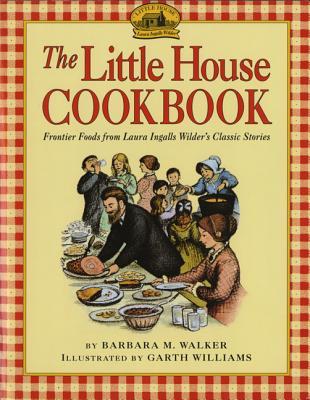 LITTLE HOUSE
Laura Ingalls Wilder
The Little House
COOKBOOK
Frontier Foods from Laura Ingalls Wilder's Classic Stories
BY BARBARA M. WALKER
ILLUSTRATED BY GARTH WILLIAMS